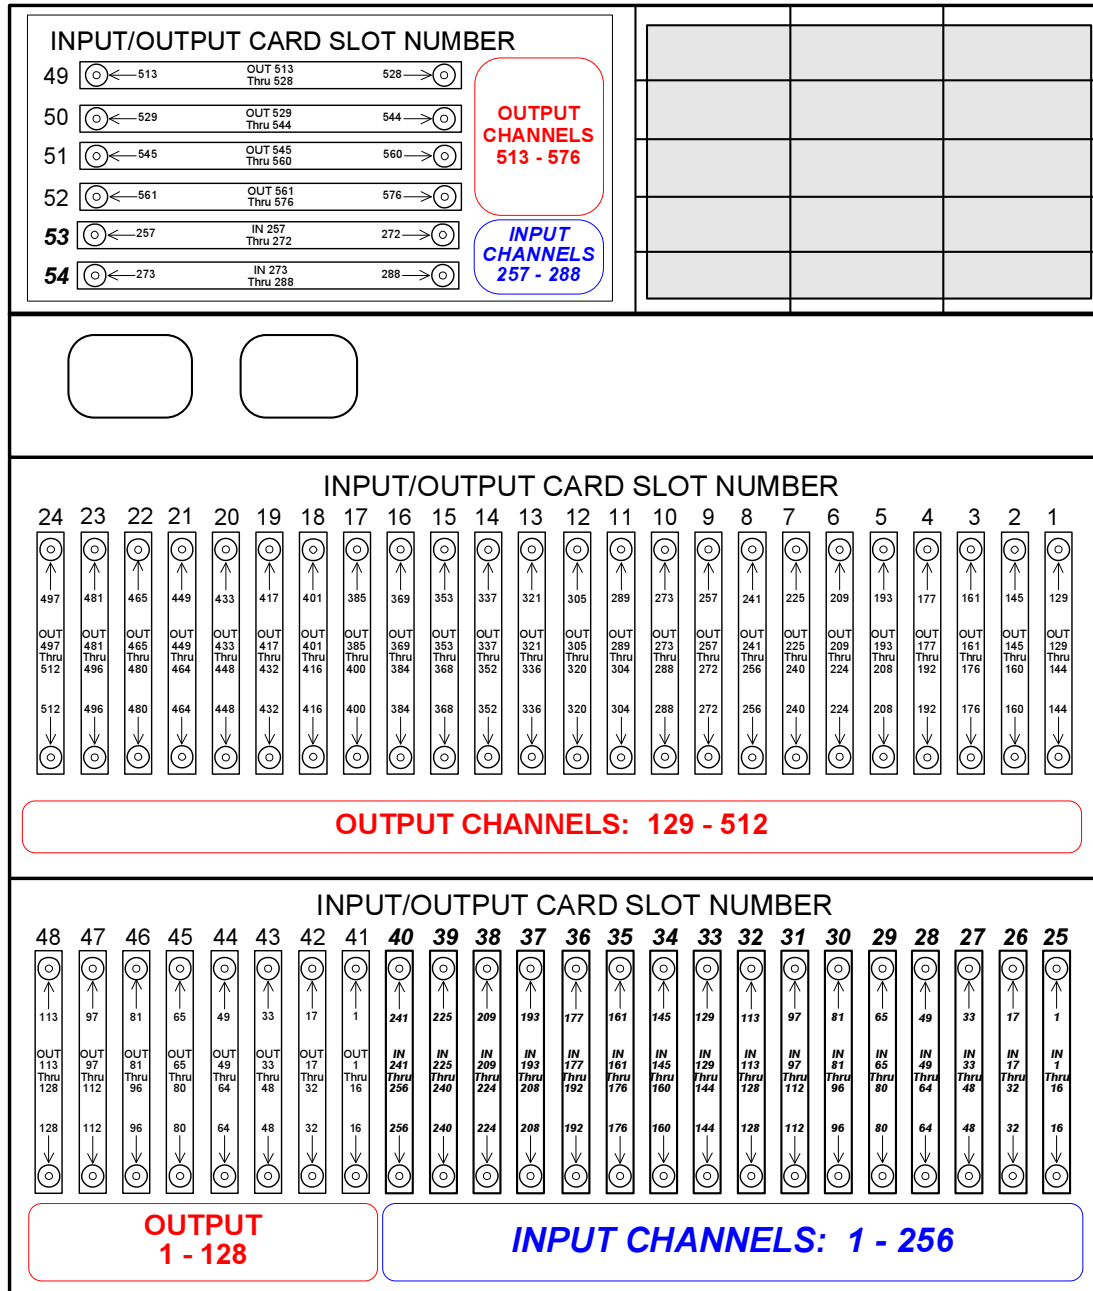 INPUT/OUTPUT CARD SLOT NUMBER
49 513 OUT 513 Thru 528 528
50 529 OUT 529 Thru 544 544
51 545 OUT 545 Thru 560 560
52 561 OUT 561 Thru 576 576
53 257 IN 257 Thru 272 272
54 273 IN 273 Thru 288 288
OUTPUT
CHANNELS
513 - 576
INPUT
CHANNELS
257 - 288
INPUT/OUTPUT CARD SLOT NUMBER
24 23 22 21 20 19 18 17 16 15 14 13 12 11 10 9 8 7 6 5 4 3 2 1
497 481 465 449 433 417 401 385 369 353 337 321 305 289 273 257 241 225 209 193 177 161 145 129
OUT OUT OUT OUT OUT OUT OUT OUT OUT OUT OUT OUT OUT OUT OUT OUT OUT OUT OUT OUT OUT OUT OUT OUT
497 481 465 449 433 417 401 385 369 353 337 321 305 289 273 257 241 225 209 193 177 161 145 129
Thru Thru Thru Thru Thru Thru Thru Thru Thru Thru Thru Thru Thru Thru Thru Thru Thru Thru Thru Thru Thru Thru Thru Thru
512 496 480 464 448 432 416 400 384 368 352 336 320 304 288 272 256 240 224 208 192 176 160 144
512 496 480 464 448 432 416 400 384 368 352 336 320 304 288 272 256 240 224 208 192 176 160 144
OUTPUT CHANNELS: 129 - 512
INPUT/OUTPUT CARD SLOT NUMBER
48 47 46 45 44 43 42 41 40 39 38 37 36 35 34 33 32 31 30 29 28 27 26 25
113 97 81 65 49 33 17 1 241 225 209 193 177 161 145 129 113 97 81 65 49 33 17 1
OUT OUT OUT OUT OUT OUT OUT OUT IN IN IN IN IN IN IN IN IN IN IN IN IN IN IN IN
113 97 81 65 49 33 17 1 241 225 209 193 177 161 145 129 113 97 81 65 49 33 17 1
Thru Thru Thru Thru Thru Thru Thru Thru Thru Thru Thru Thru Thru Thru Thru Thru Thru Thru Thru Thru Thru Thru Thru Thru
128 112 96 80 64 48 32 16 256 240 224 208 192 176 160 144 128 112 96 80 64 48 32 16
128 112 96 80 64 48 32 16 256 240 224 208 192 176 160 144 128 112 96 80 64 48 32 16
OUTPUT
1 - 128
INPUT CHANNELS: 1 - 256